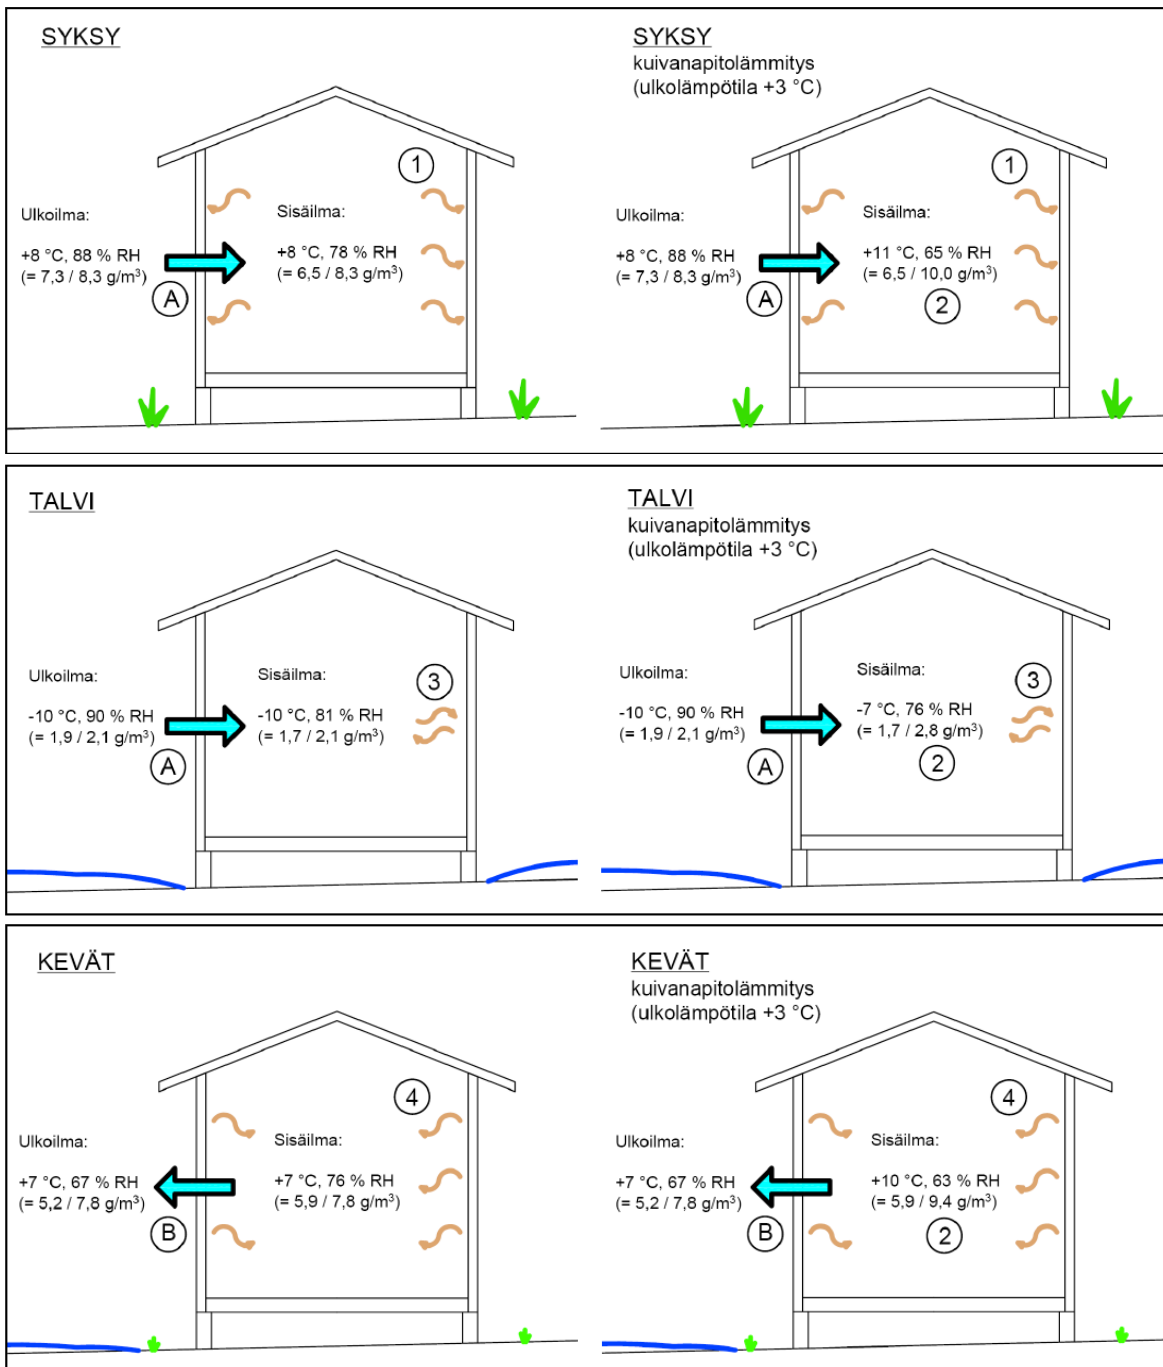 SYKSY
Ulkoilma:
+8 °C, 88 % RH
(= 7,3 / 8,3 g/m³)
A
1
Sisäilma:
+8 °C, 78 % RH
(= 6,5 / 8,3 g/m³)
SYKSY
kuivanapitolämmitys
(ulkolämpötila +3 °C)
Ulkoilma:
+8 °C, 88 % RH
(= 7,3 / 8,3 g/m³)
A
1
Sisäilma:
+11 °C, 65 % RH
(= 6,5 / 10,0 g/m³)
2
TALVI
Ulkoilma:
-10 °C, 90 % RH
(= 1,9 / 2,1 g/m³)
A
Sisäilma:
-10 °C, 81 % RH
(= 1,7 / 2,1 g/m³)
3
TALVI
kuivanapitolämmitys
(ulkolämpötila +3 °C)
Ulkoilma:
-10 °C, 90 % RH
(= 1,9 / 2,1 g/m³)
A
Sisäilma:
-7 °C, 76 % RH
(= 1,7 / 2,8 g/m³)
2
3
KEVÄT
Ulkoilma:
+7 °C, 67 % RH
(= 5,2 / 7,8 g/m³)
B
4
Sisäilma:
+7 °C, 76 % RH
(= 5,9 / 7,8 g/m³)
KEVÄT
kuivanapitolämmitys
(ulkolämpötila +3 °C)
Ulkoilma:
+7 °C, 67 % RH
(= 5,2 / 7,8 g/m³)
B
4
Sisäilma:
+10 °C, 63 % RH
(= 5,9 / 9,4 g/m³)
2